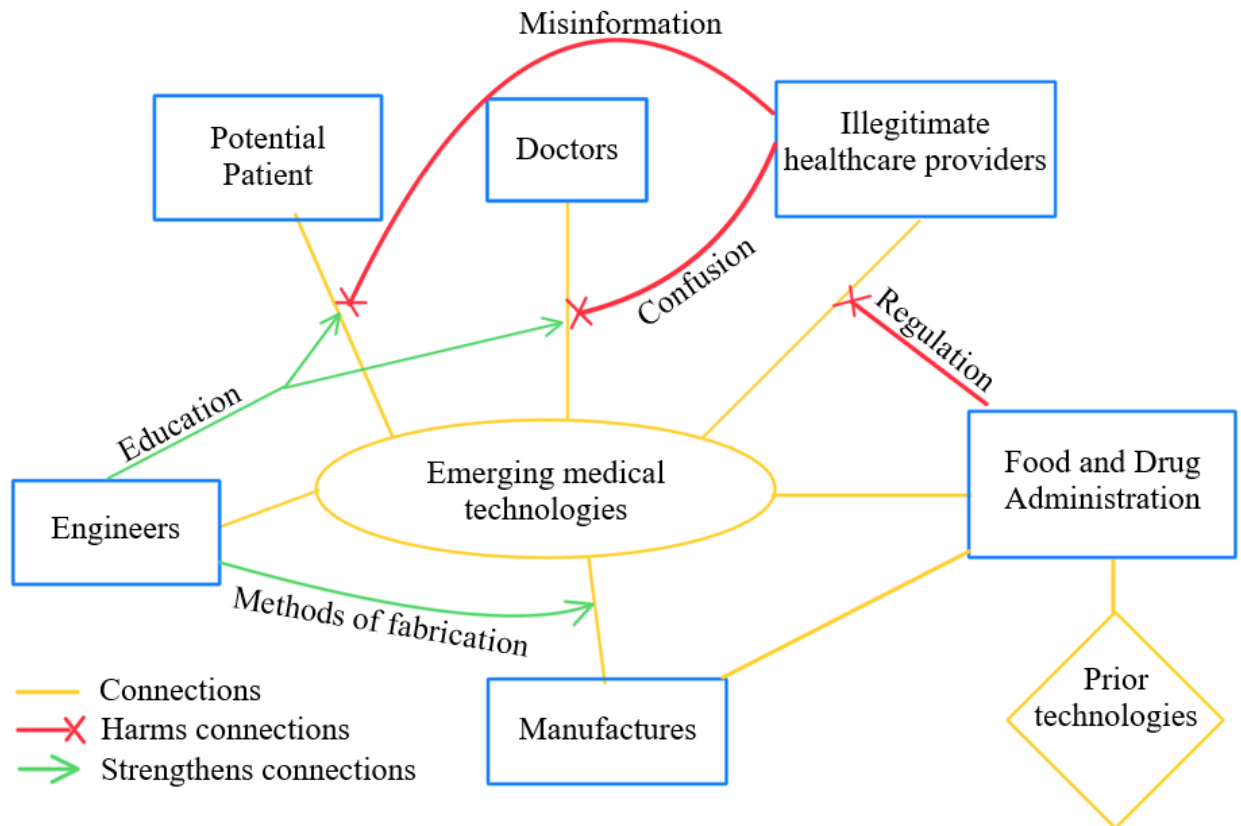 Misinformation
Potential
Patient
Doctors
Illegitimate
healthcare providers
Confusion
Regulation
Education
Emerging medical
technologies
Food and Drug
Administration
Engineers
Methods of fabrication
Prior
technologies
Manufactures
Connections
Harms connections
Strengthens connections